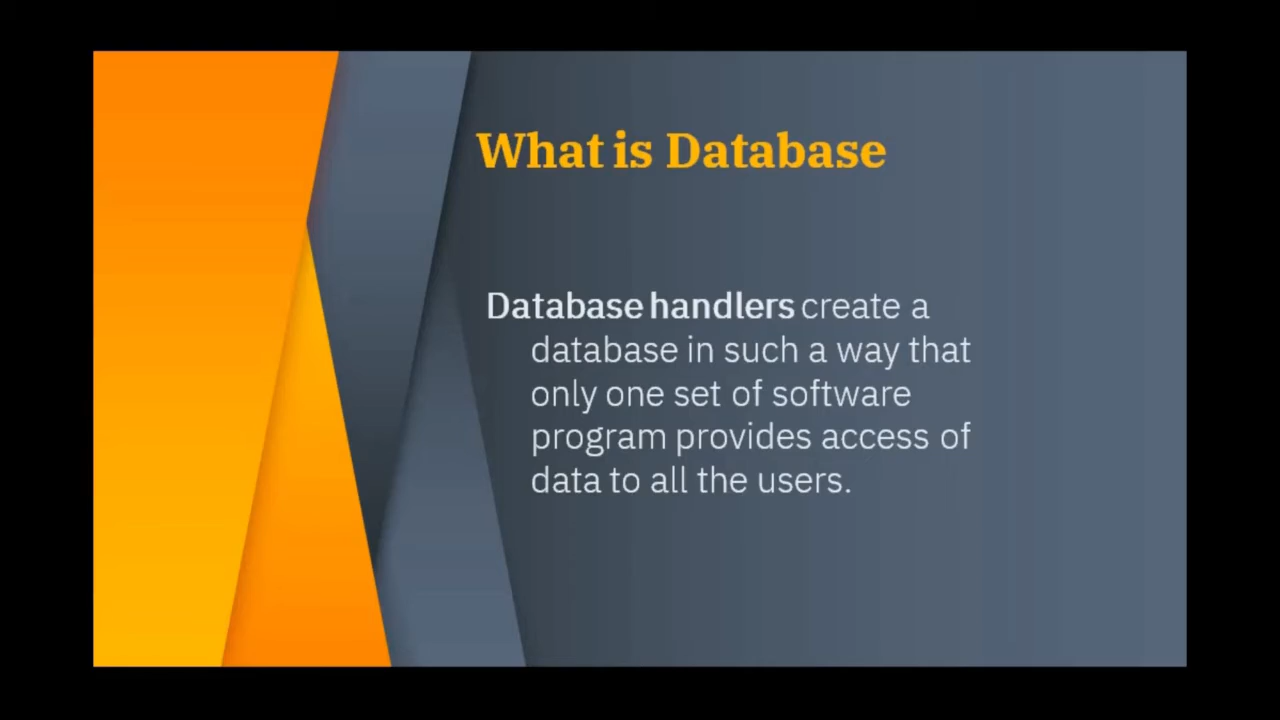 What is Database
Database handlers create a
database in such a way that
only one set of software
program provides access of
data to all the users.